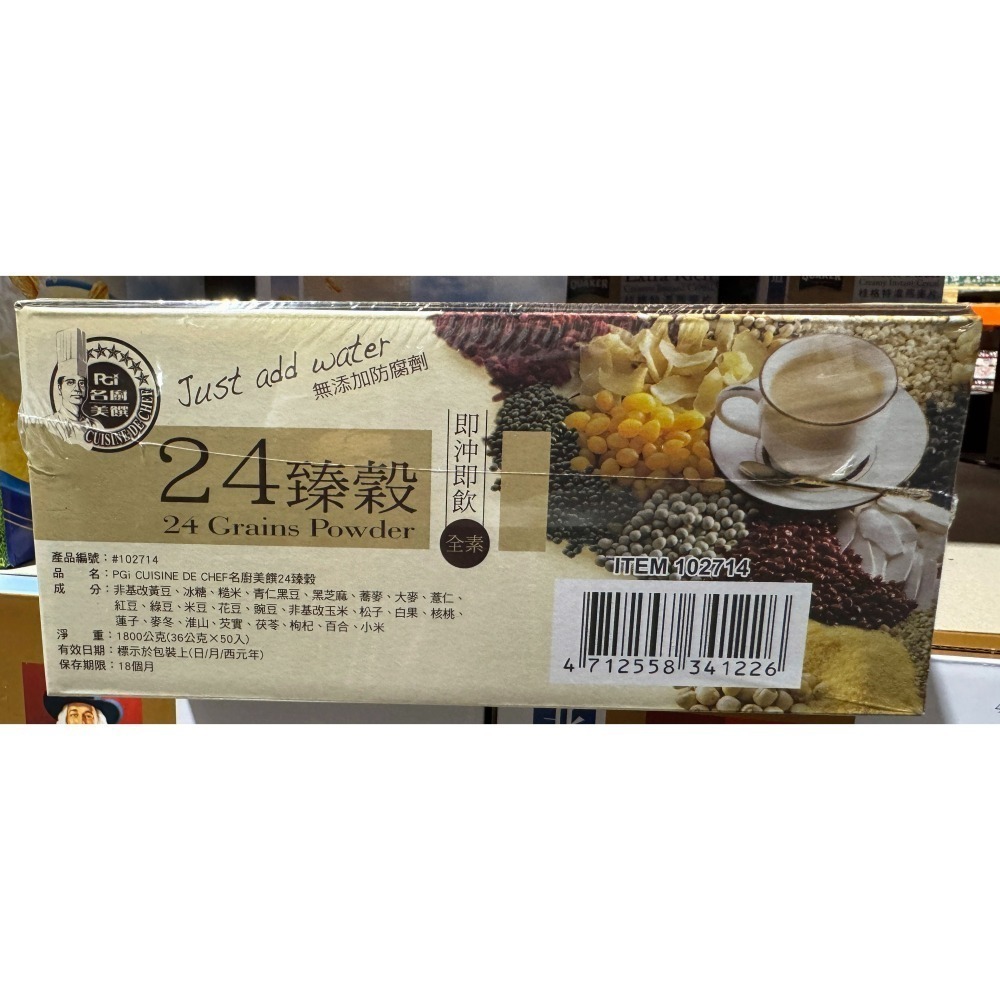 QUAKER
QUAKER
Creamy Instant Cereal
PGi
名廚
美饌
CUISINE DE CHEF
Just add water
無添加防腐劑
24臻穀
24 Grains Powder
即沖即飲
全素
產品編號：#102714
品　　名：PGi CUISINE DE CHEF名廚美饌24臻穀
成　　分：非基改黃豆、冰糖、糙米、青仁黑豆、黑芝麻、蕎麥、大麥、薏仁、
紅豆、綠豆、米豆、花豆、豌豆、非基改玉米、松子、白果、核桃、
蓮子、麥冬、淮山、芡實、茯苓、枸杞、百合、小米
淨　　重：1800公克(36公克×50入)
有效日期：標示於包裝上(日/月/西元年)
保存期限：18個月
ITEM 102714
4 712558 341226